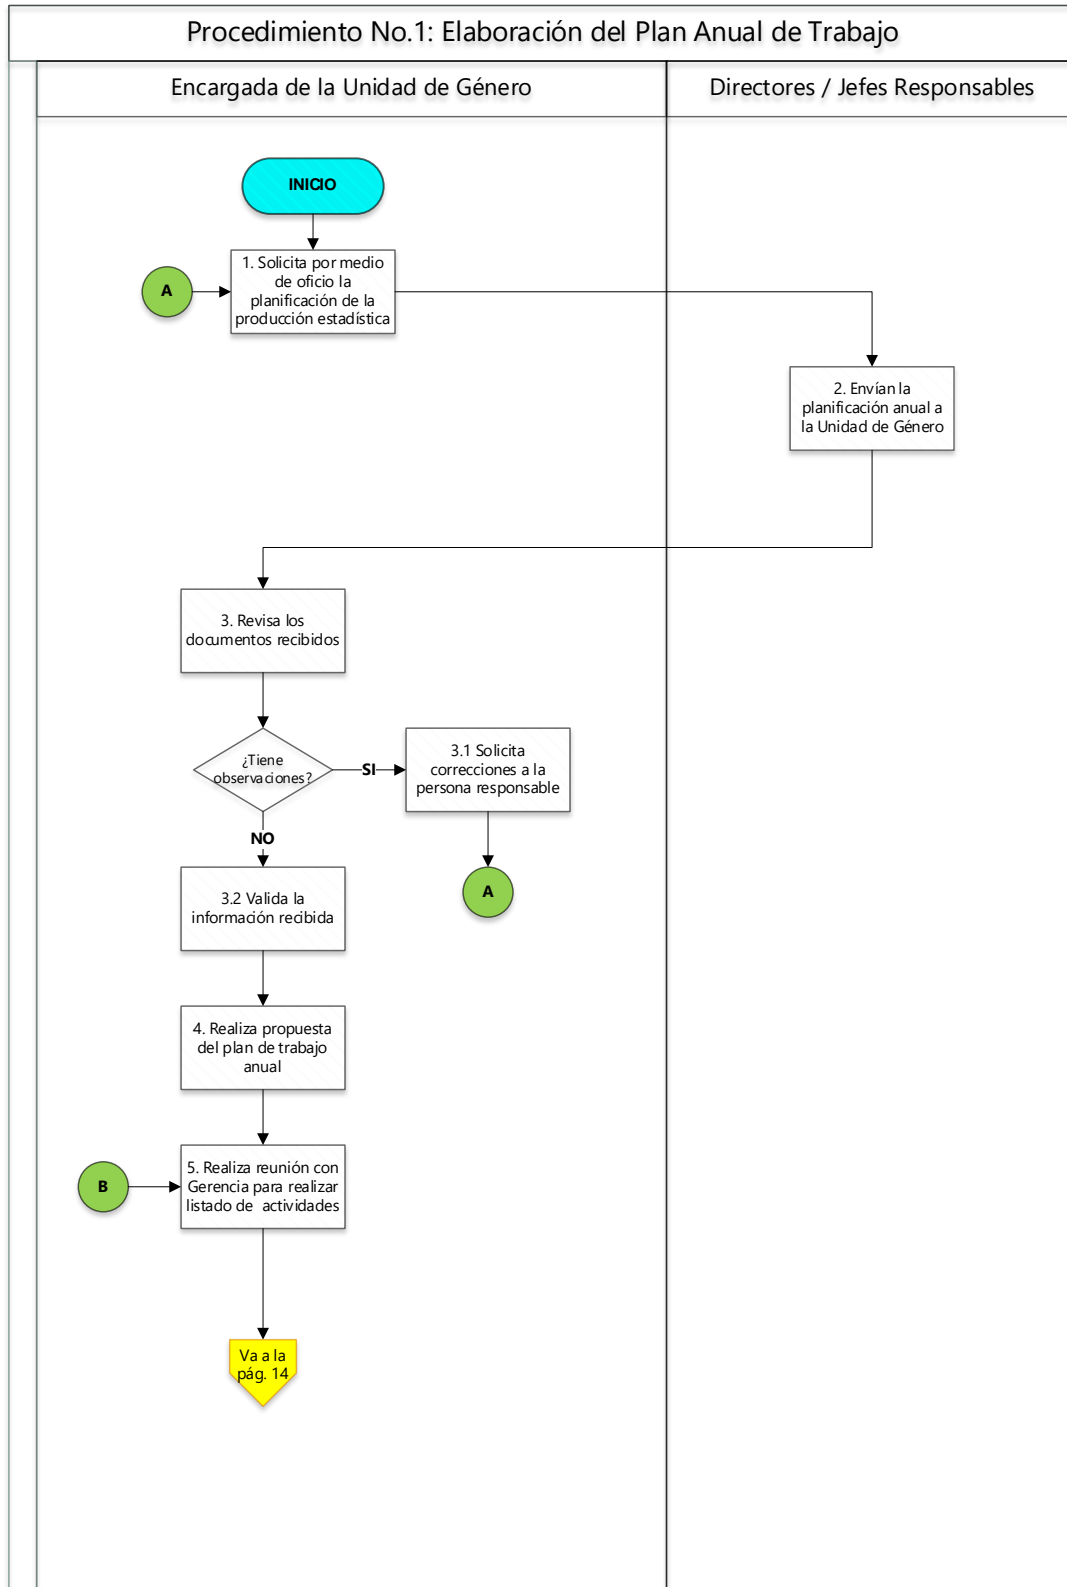 Procedimiento No.1: Elaboración del Plan Anual de Trabajo
Encargada de la Unidad de Género
Directores / Jefes Responsables
INICIO
A
1. Solicita por medio
de oficio la
planificación de la
producción estadística
2. Envían la
planificación anual a
la Unidad de Género
3. Revisa los
documentos recibidos
¿Tiene
observaciones?
SI
3.1 Solicita
correcciones a la
persona responsable
NO
A
3.2 Valida la
información recibida
4. Realiza propuesta
del plan de trabajo
anual
B
5. Realiza reunión con
Gerencia para realizar
listado de actividades
Va a la
pág. 14